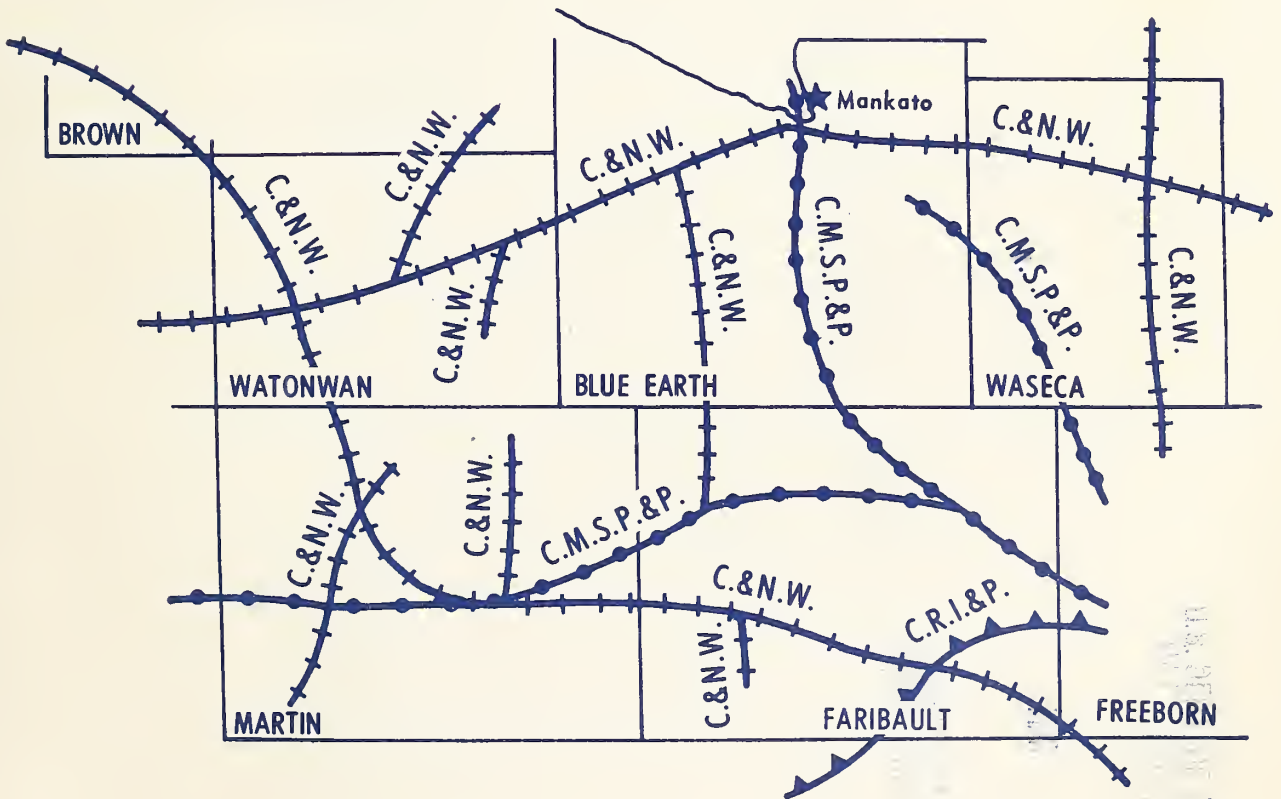 Mankato
BROWN
C.&N.W.
C.&N.W.
C.&N.W.
C.&N.W.
C.&N.W.
C.&N.W.
C.M.S.P.&P.
C.M.S.P.&P.
C.&N.W.
WATONWAN
BLUE EARTH
WASECA
C.&N.W.
C.&N.W.
C.M.S.P.&P.
C.&N.W.
C.&N.W.
C.R.I.&P.
MARTIN
FARIBAULT
FREEBORN